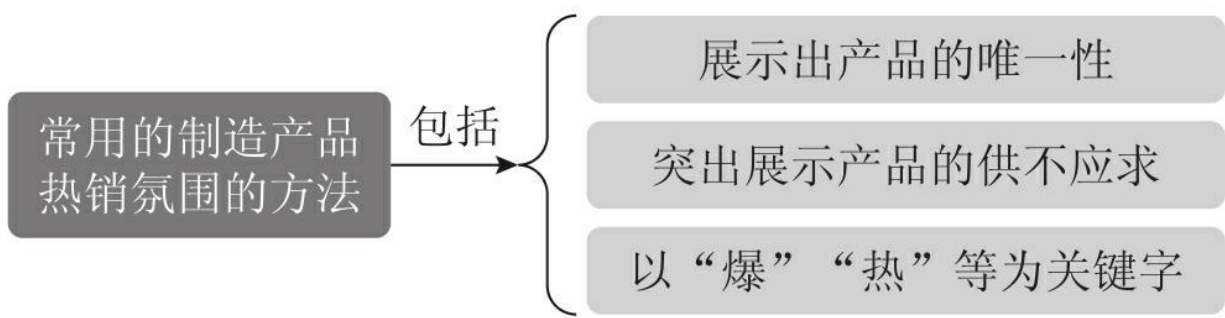 常用的制造产品
热销氛围的方法
包括
展示出产品的唯一性
突出展示产品的供不应求
以“爆”“热”等为关键字